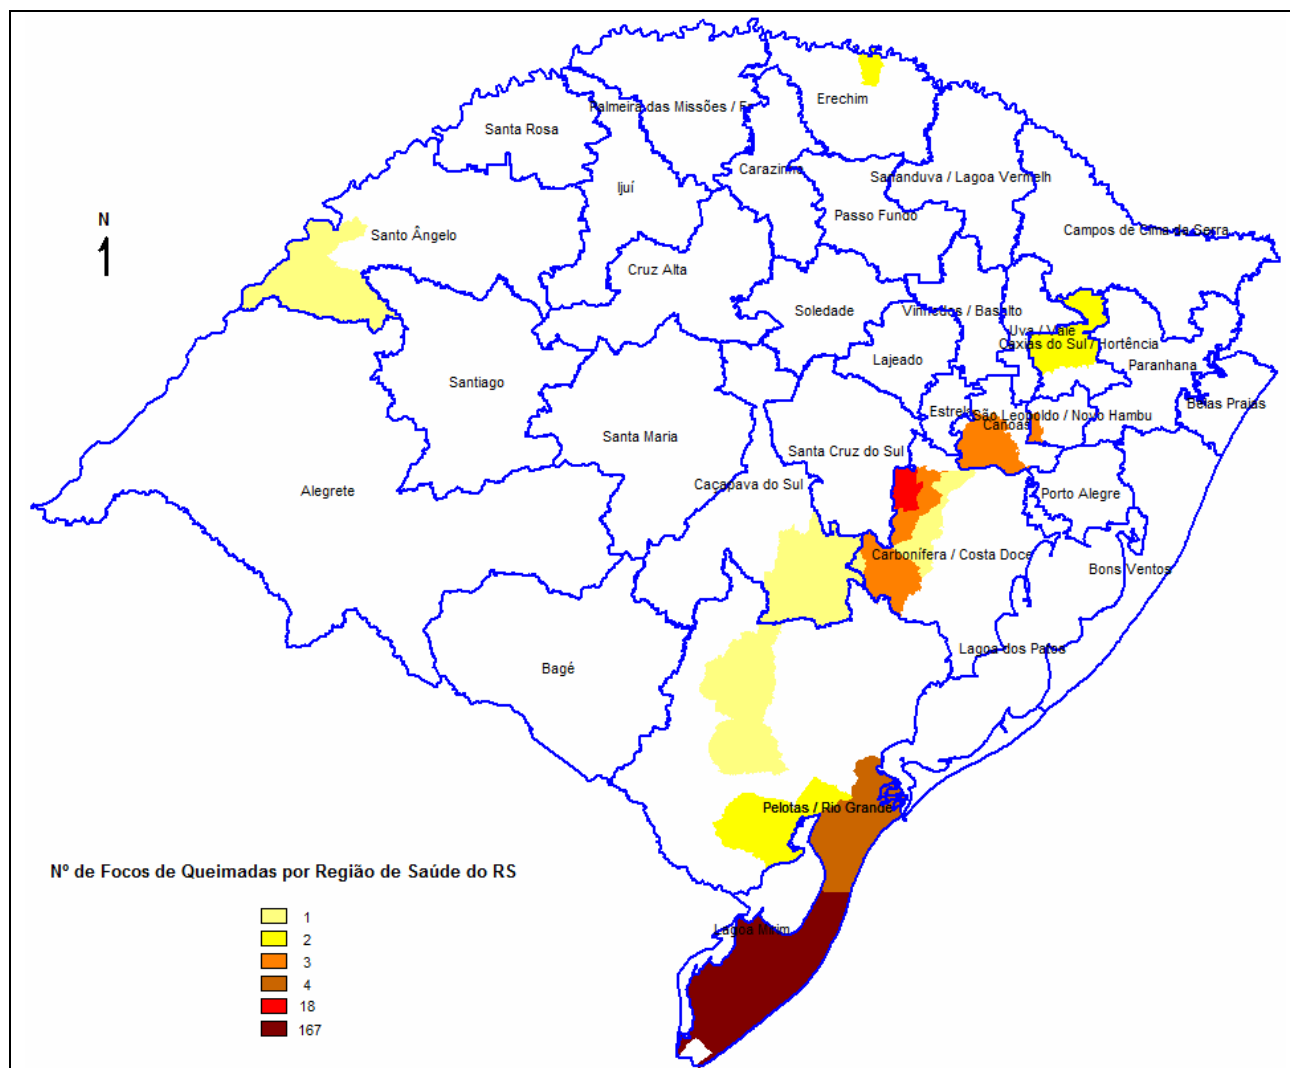 Erechim
Palmeira das Missões / Fr
Santa Rosa
Carazinho
Sananduva / Lagoa Vermelh
Ijuí
Passo Fundo
N
Campos de Cima da Serra
Santo Ângelo
Cruz Alta
Soledade
Vinhedos / Basalto
Uva / Vale
Caxias do Sul / Hortência
Lajeado
Paranhana
Santiago
Belas Praias
Estrela
São Leopoldo / Novo Hambu
Canoas
Santa Maria
Santa Cruz do Sul
Caçapava do Sul
Alegrete
Porto Alegre
Carbonífera / Costa Doce
Bons Ventos
Lagoa dos Patos
Bagé
Pelotas / Rio Grande
Nº de Focos de Queimadas por Região de Saúde do RS
1
2
Lagoa Mirim
3
4
18
167